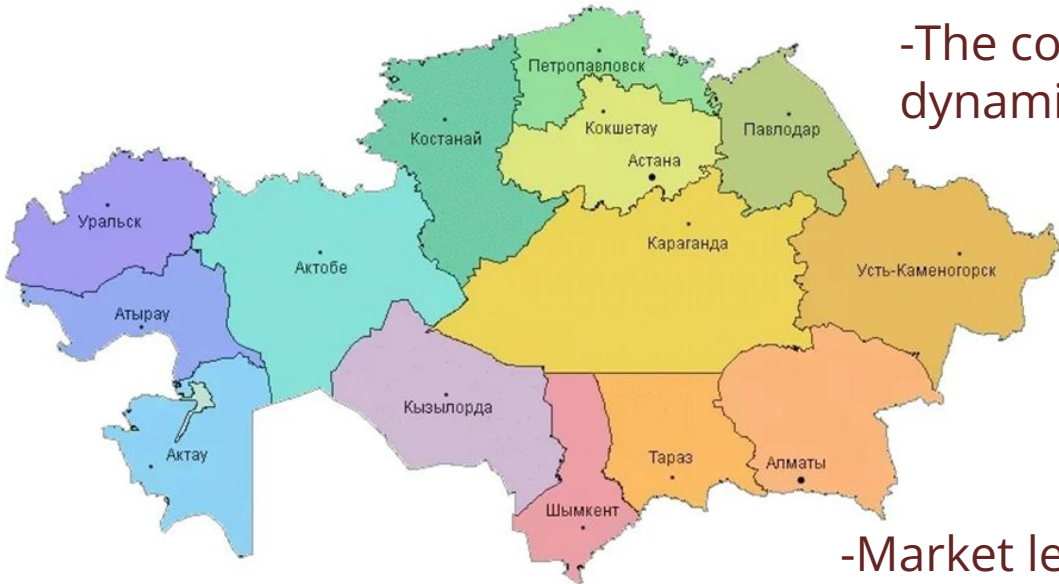 -The co
dynami
Петропавловск
Костанай
Кокшетау
Павлодар
Астана
Уральск
Караганда
Актобе
Усть-Каменогорск
Атырау
Кызылорда
Актау
Тараз
Алматы
Шымкент
-Market le